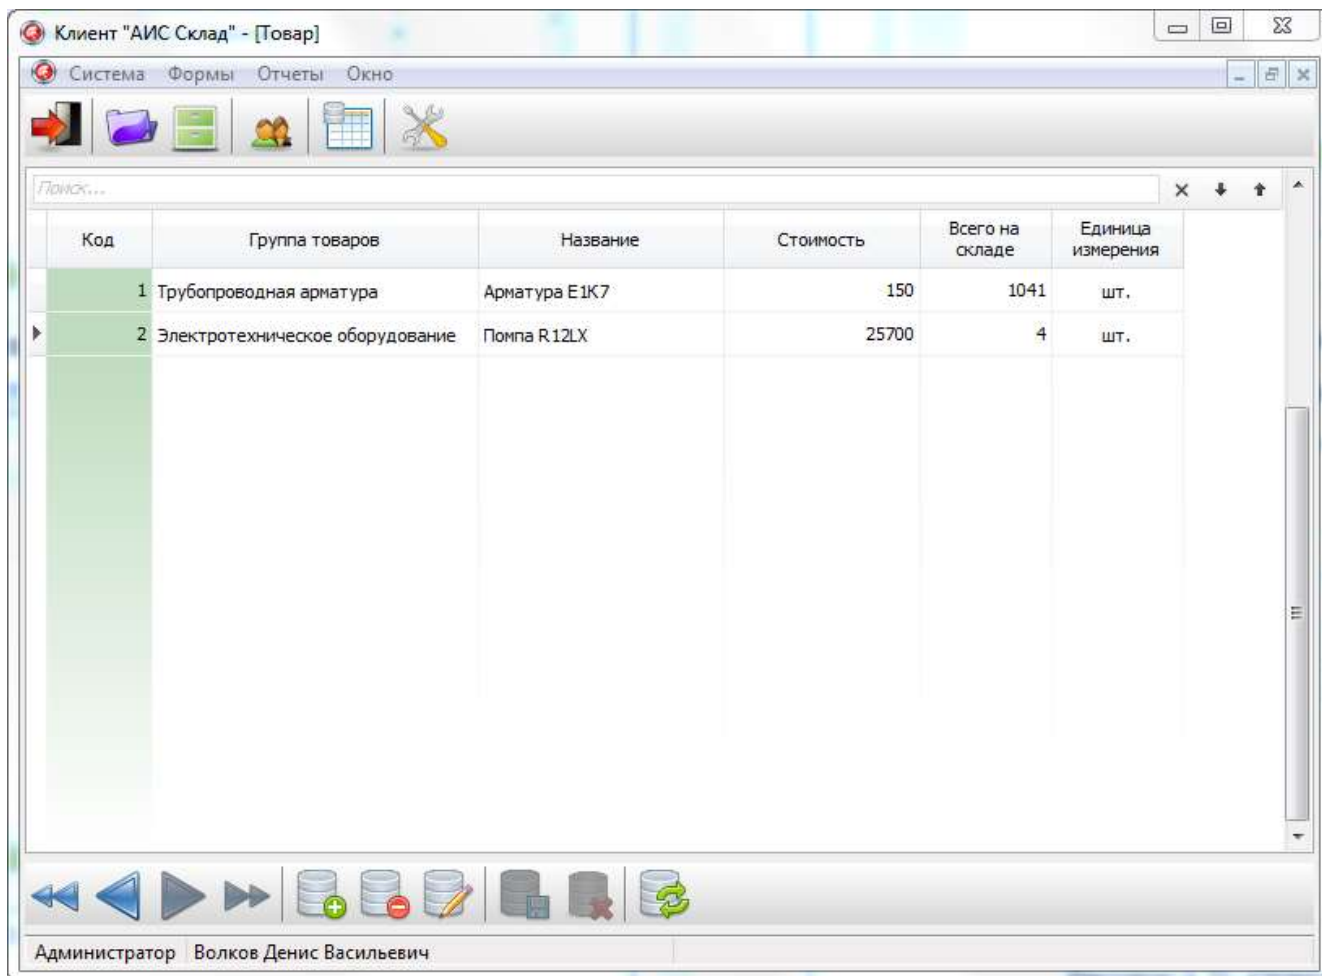 Клиент "АИС Склад" - [Товар]
Система Формы Отчеты Окно
Поиск...
Код Группа товаров Название Стоимость Всего на складе Единица измерения
1 Трубопроводная арматура Арматура E1K7 150 1041 шт.
2 Электротехническое оборудование Помпа R12LX 25700 4 шт.
Администратор Волков Денис Васильевич